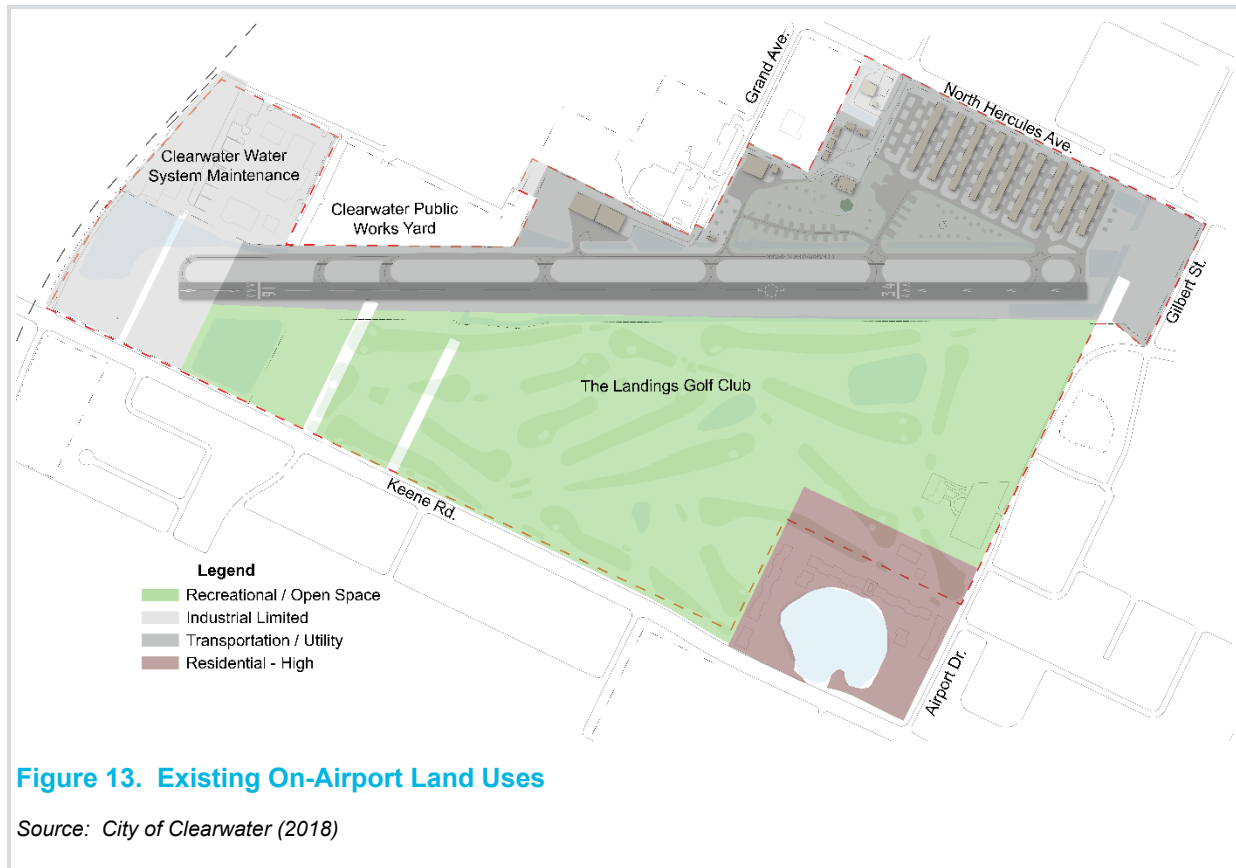 Grand Ave.
North Hercules Ave.
Clearwater Water
System Maintenance
Clearwater Public
Works Yard
Gilbert St.
16
34
The Landings Golf Club
Keene Rd.
Airport Dr.
Legend
Recreational / Open Space
Industrial Limited
Transportation / Utility
Residential - High
Figure 13. Existing On-Airport Land Uses
Source: City of Clearwater (2018)